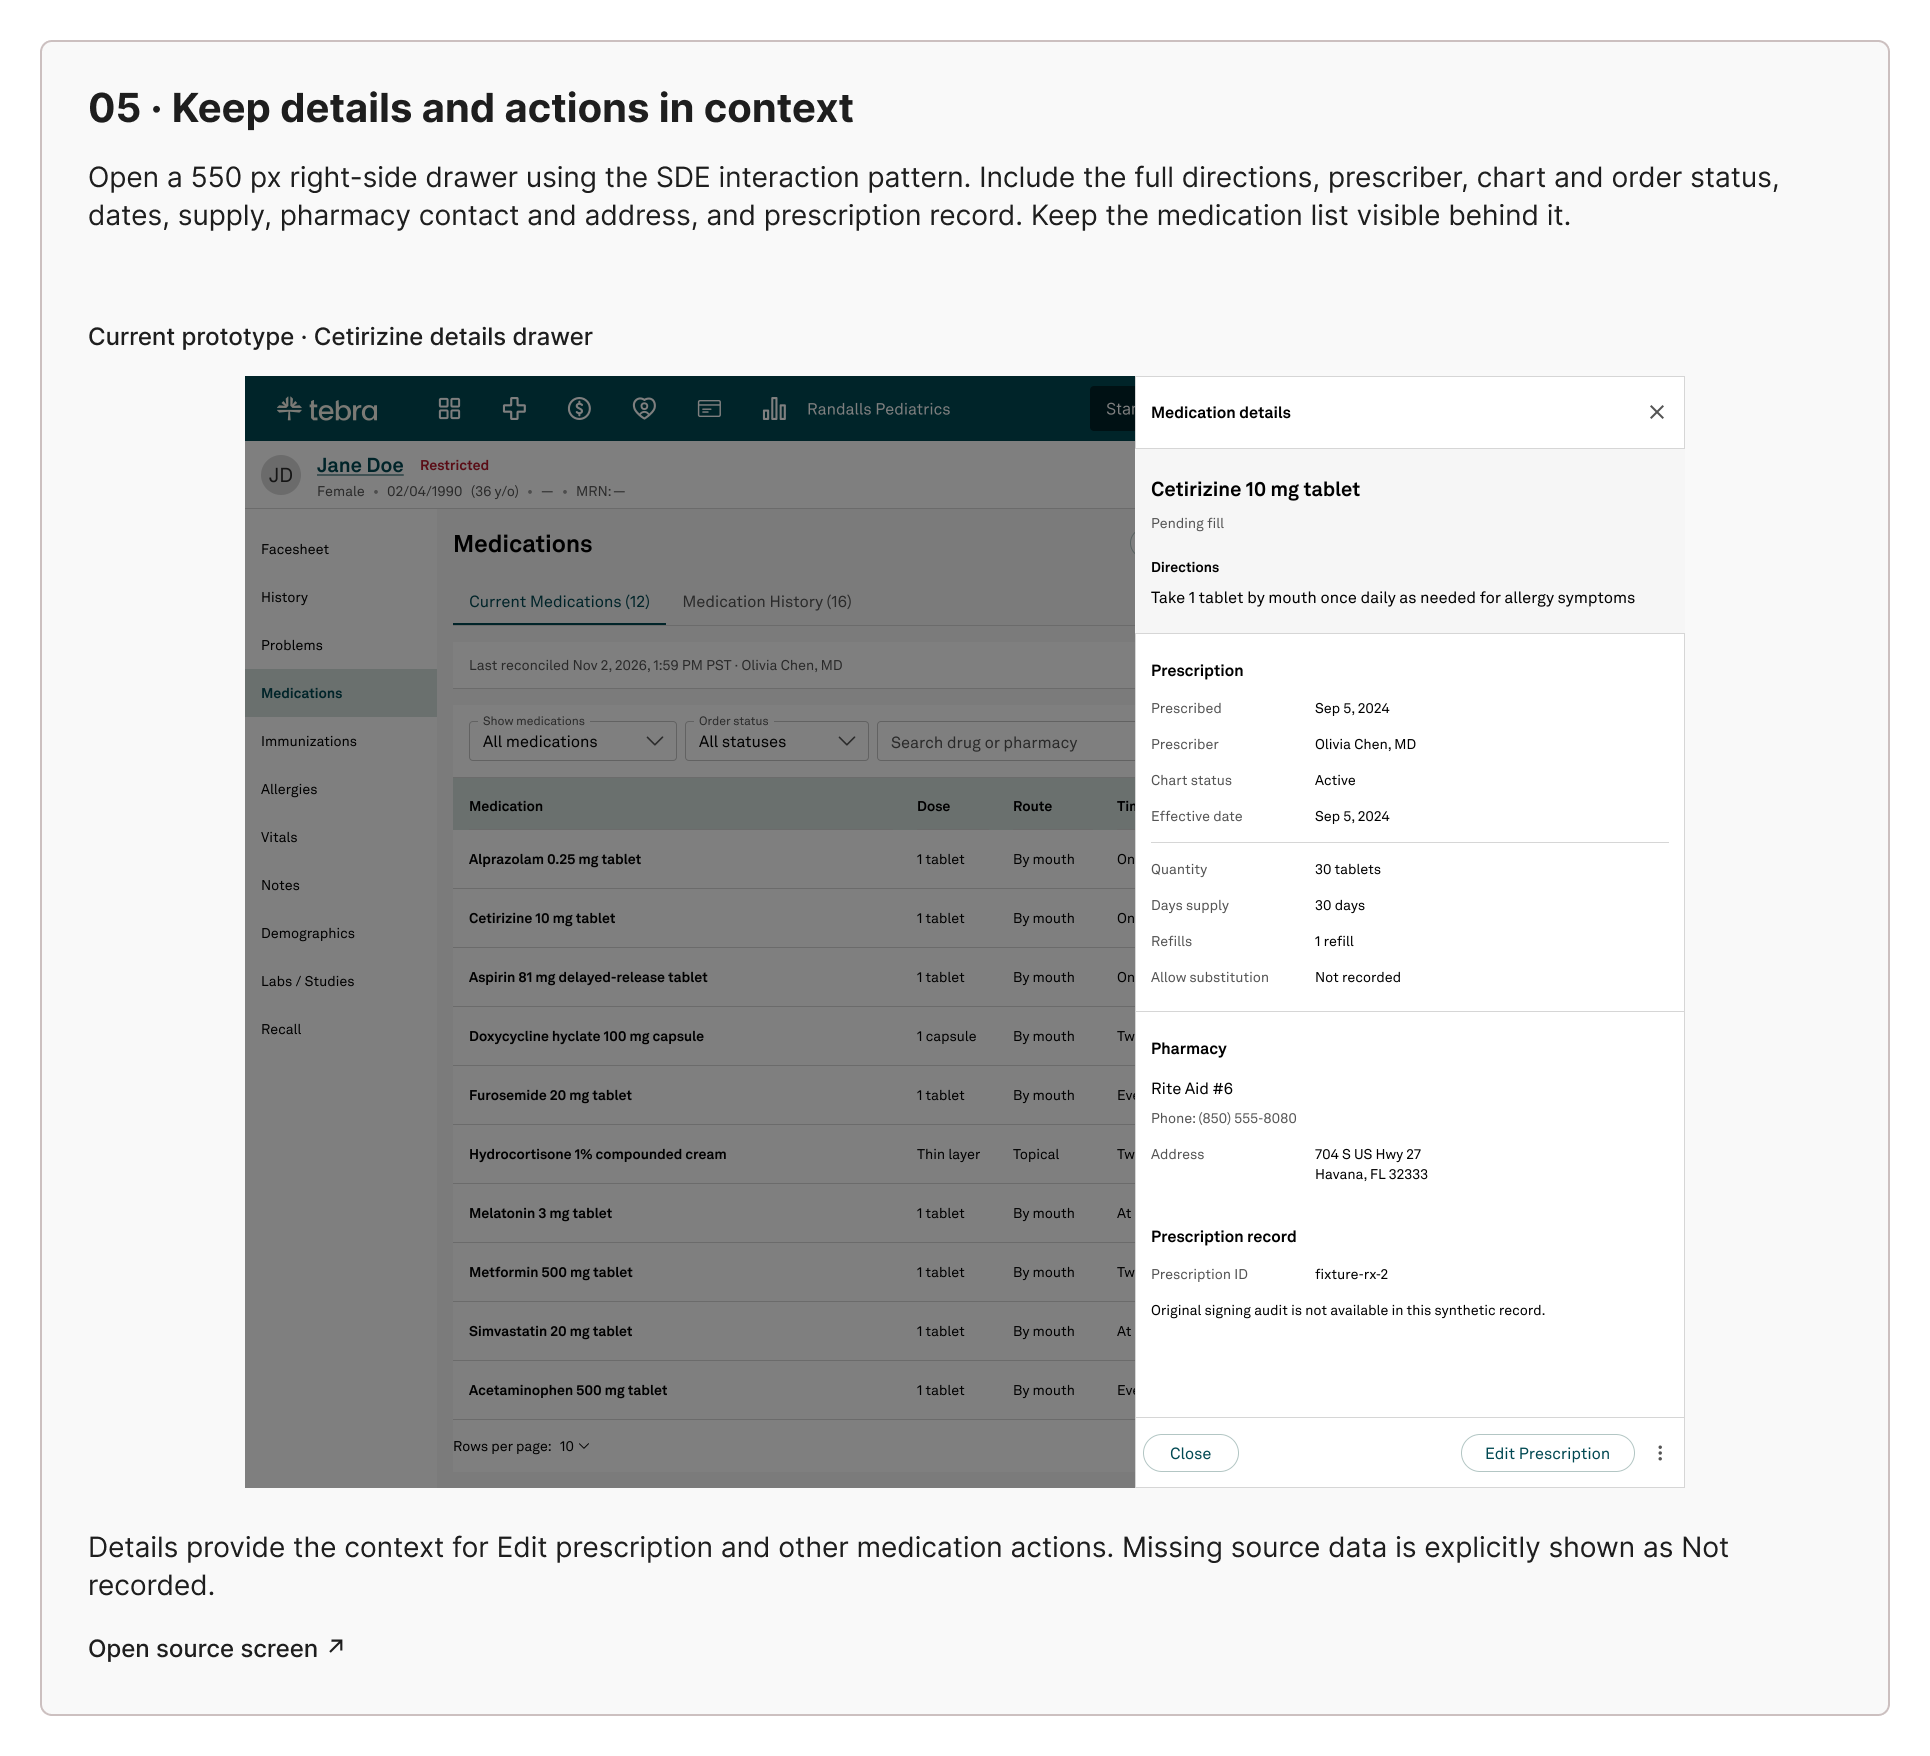 05 · Keep details and actions in context
Open a 550 px right-side drawer using the SDE interaction pattern. Include the full directions, prescriber, chart and order status,
dates, supply, pharmacy contact and address, and prescription record. Keep the medication list visible behind it.
Current prototype · Cetirizine details drawer
tebra
Randalls Pediatrics
Star
JD
Jane Doe Restricted
Female • 02/04/1990 (36 y/o) • — • MRN: —
Facesheet
History
Problems
Medications
Immunizations
Allergies
Vitals
Notes
Demographics
Labs / Studies
Recall
Medications
Current Medications (12) Medication History (16)
Last reconciled Nov 2, 2026, 1:59 PM PST · Olivia Chen, MD
Show medications Order status
All medications All statuses Search drug or pharmacy
Medication Dose Route Tim
Alprazolam 0.25 mg tablet 1 tablet By mouth On
Cetirizine 10 mg tablet 1 tablet By mouth On
Aspirin 81 mg delayed-release tablet 1 tablet By mouth On
Doxycycline hyclate 100 mg capsule 1 capsule By mouth Tw
Furosemide 20 mg tablet 1 tablet By mouth Eve
Hydrocortisone 1% compounded cream Thin layer Topical Tw
Melatonin 3 mg tablet 1 tablet By mouth At
Metformin 500 mg tablet 1 tablet By mouth Tw
Simvastatin 20 mg tablet 1 tablet By mouth At
Acetaminophen 500 mg tablet 1 tablet By mouth Eve
Rows per page: 10
Medication details
Cetirizine 10 mg tablet
Pending fill
Directions
Take 1 tablet by mouth once daily as needed for allergy symptoms
Prescription
Prescribed Sep 5, 2024
Prescriber Olivia Chen, MD
Chart status Active
Effective date Sep 5, 2024
Quantity 30 tablets
Days supply 30 days
Refills 1 refill
Allow substitution Not recorded
Pharmacy
Rite Aid #6
Phone: (850) 555-8080
Address 704 S US Hwy 27
Havana, FL 32333
Prescription record
Prescription ID fixture-rx-2
Original signing audit is not available in this synthetic record.
Close Edit Prescription
Details provide the context for Edit prescription and other medication actions. Missing source data is explicitly shown as Not
recorded.
Open source screen ↗